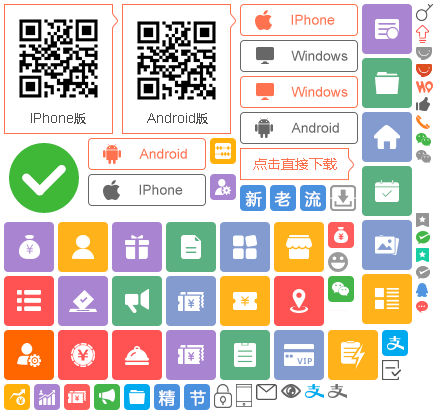 IPhone版
Android版
IPhone
Windows
Windows
Android
Android
IPhone
点击直接下载
新 老 流
¥
¥
¥
¥
¥
VIP
精 节